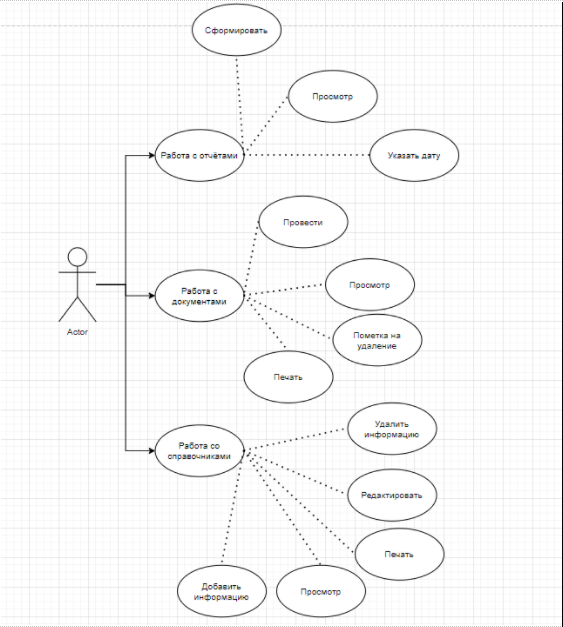 Сформировать
Просмотр
Работа с отчётами
Указать дату
Провести
Работа с
документами
Просмотр
Пометка на
удаление
Actor
Печать
Удалить
информацию
Работа со
справочниками
Редактировать
Печать
Добавить
информацию
Просмотр